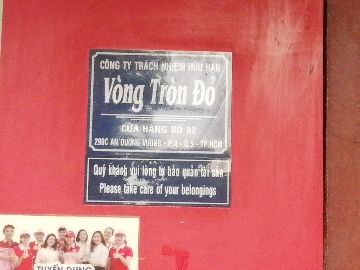 CÔNG TY TRÁCH NHIỆM HỮU HẠN
Vòng Tròn Đỏ
CỬA HÀNG SỐ 02
290C AN DƯƠNG VƯƠNG - P.4 - Q.5 - TP.HCM
Quý khách vui lòng tự bảo quản tài sản
Please take care of your belongings
TUYỂN DỤNG